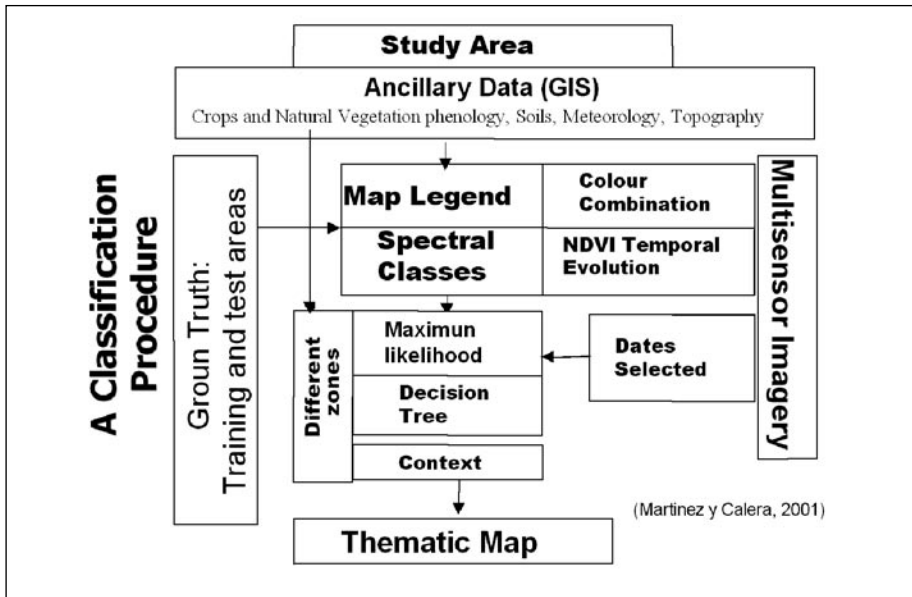 Study Area
Ancillary Data (GIS)
Crops and Natural Vegetation phenology, Soils, Meteorology, Topography
A Classification
Procedure
Groun Truth:
Training and test areas
Map Legend
Colour
Combination
Spectral
Classes
NDVI Temporal
Evolution
Multisensor Imagery
Different
zones
Maximun
likelihood
Decision
Tree
Context
Dates
Selected
(Martinez y Calera, 2001)
Thematic Map